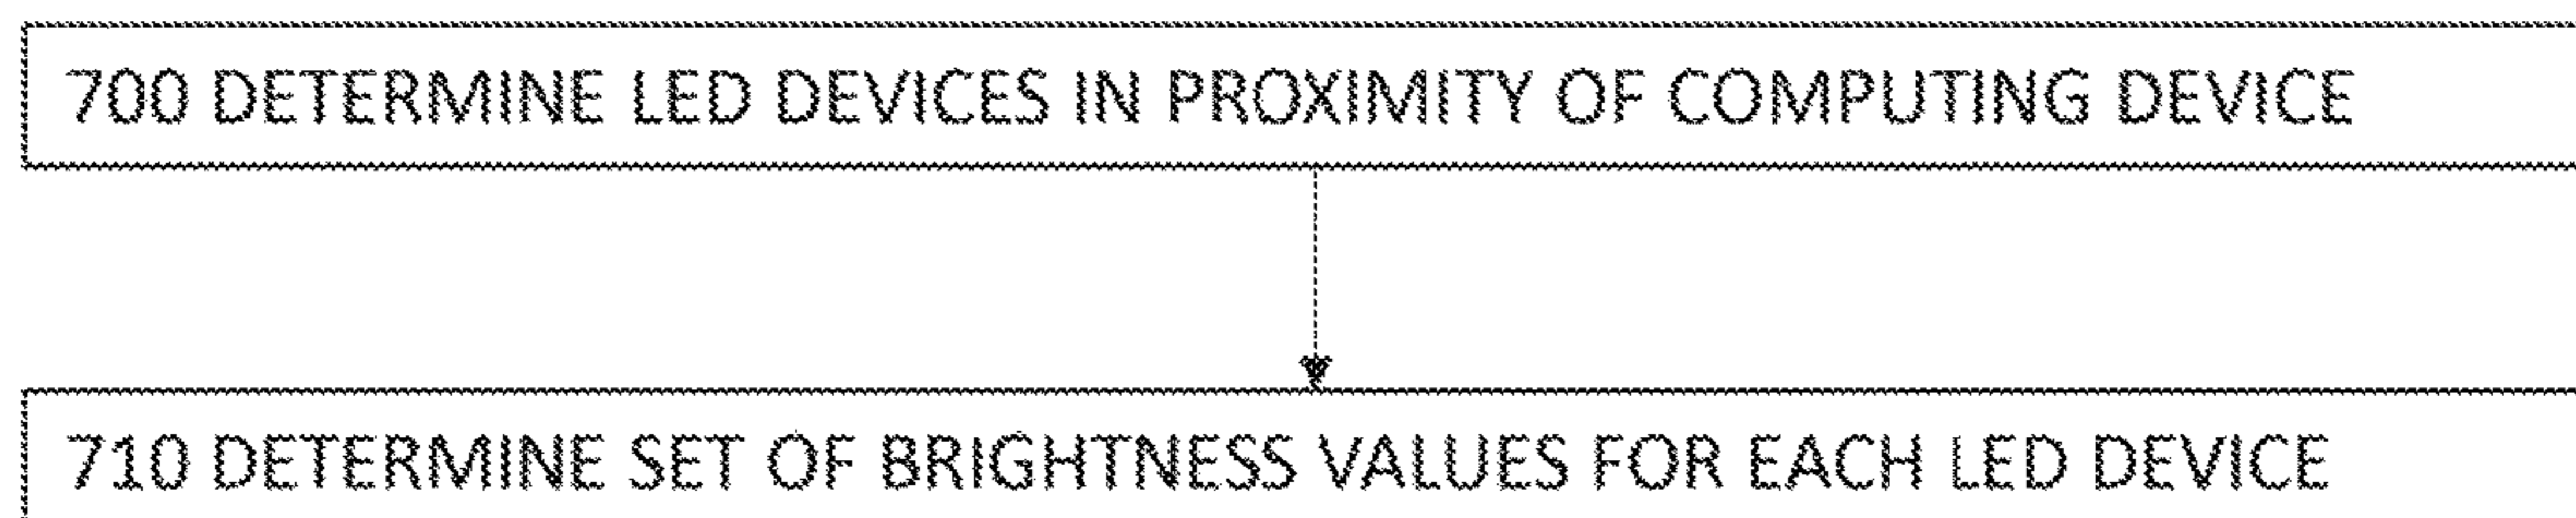 700 DETERMINE LED DEVICES IN PROXIMITY OF COMPUTING DEVICE
710 DETERMINE SET OF BRIGHTNESS VALUES FOR EACH LED DEVICE